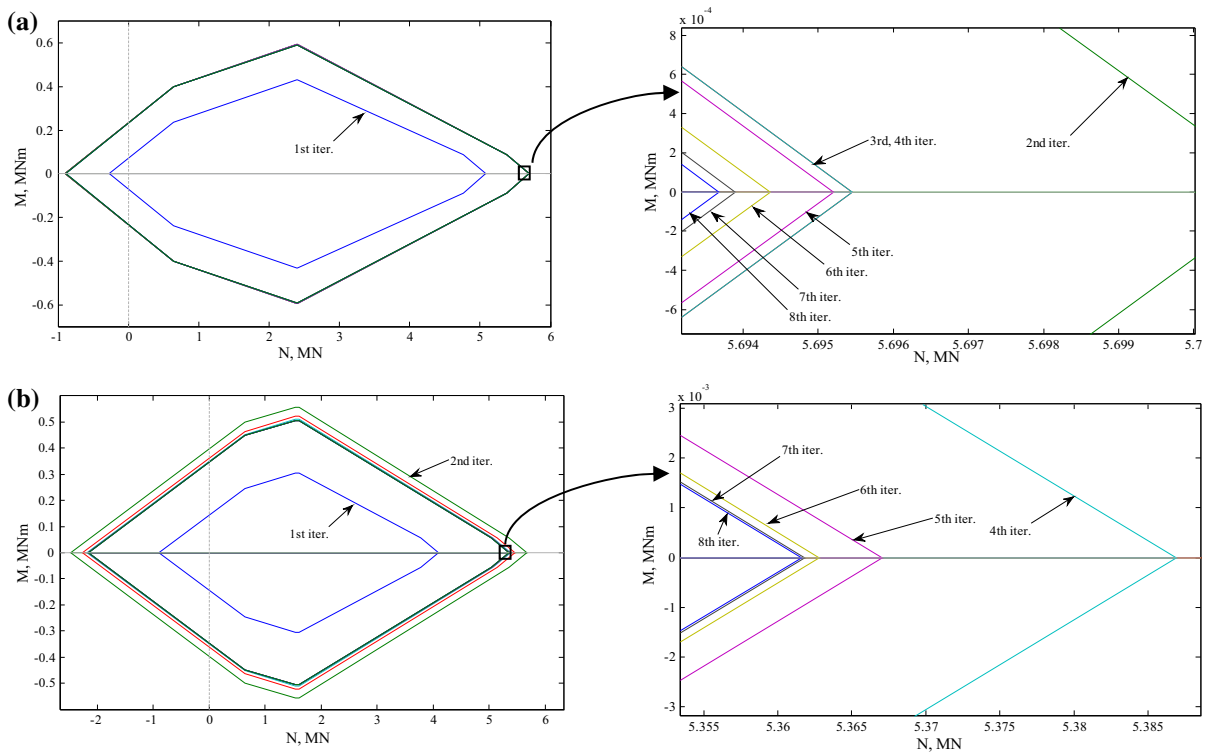 (a)
0.6
0.4
0.2
0
-0.2
-0.4
-0.6
M, MNm
-1
0
1
2
3
4
5
6
N, MN
1st iter.
x 10^-4
8
6
4
2
0
-2
-4
-6
M, MNm
5.694
5.695
5.696
5.697
5.698
5.699
5.7
N, MN
2nd iter.
3rd, 4th iter.
5th iter.
6th iter.
7th iter.
8th iter.
(b)
0.5
0.4
0.3
0.2
0.1
0
-0.1
-0.2
-0.3
-0.4
-0.5
M, MNm
-2
-1
0
1
2
3
4
5
6
N, MN
2nd iter.
1st iter.
x 10^-3
3
2
1
0
-1
-2
-3
M, MNm
5.355
5.36
5.365
5.37
5.375
5.38
5.385
N, MN
7th iter.
6th iter.
5th iter.
4th iter.
8th iter.